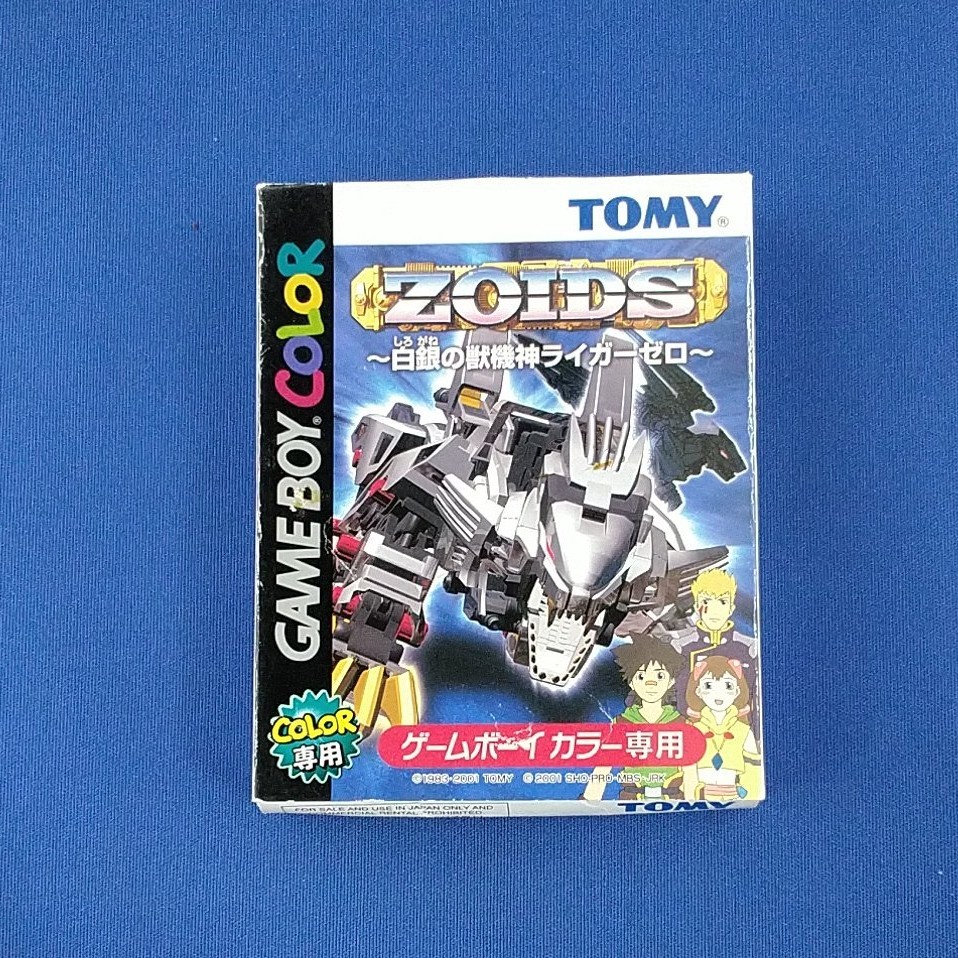 TOMY®
ZOIDS
しろがね
～白銀の獣機神ライガーゼロ～
GAME BOY® COLOR
COLOR
専用
ゲームボーイ カラー専用
©1983-2001 TOMY © 2001 SHO-PRO・MBS・JRK
FOR SALE AND USE IN JAPAN ONLY AND
COMMERCIAL RENTAL PROHIBITED.
TOMY